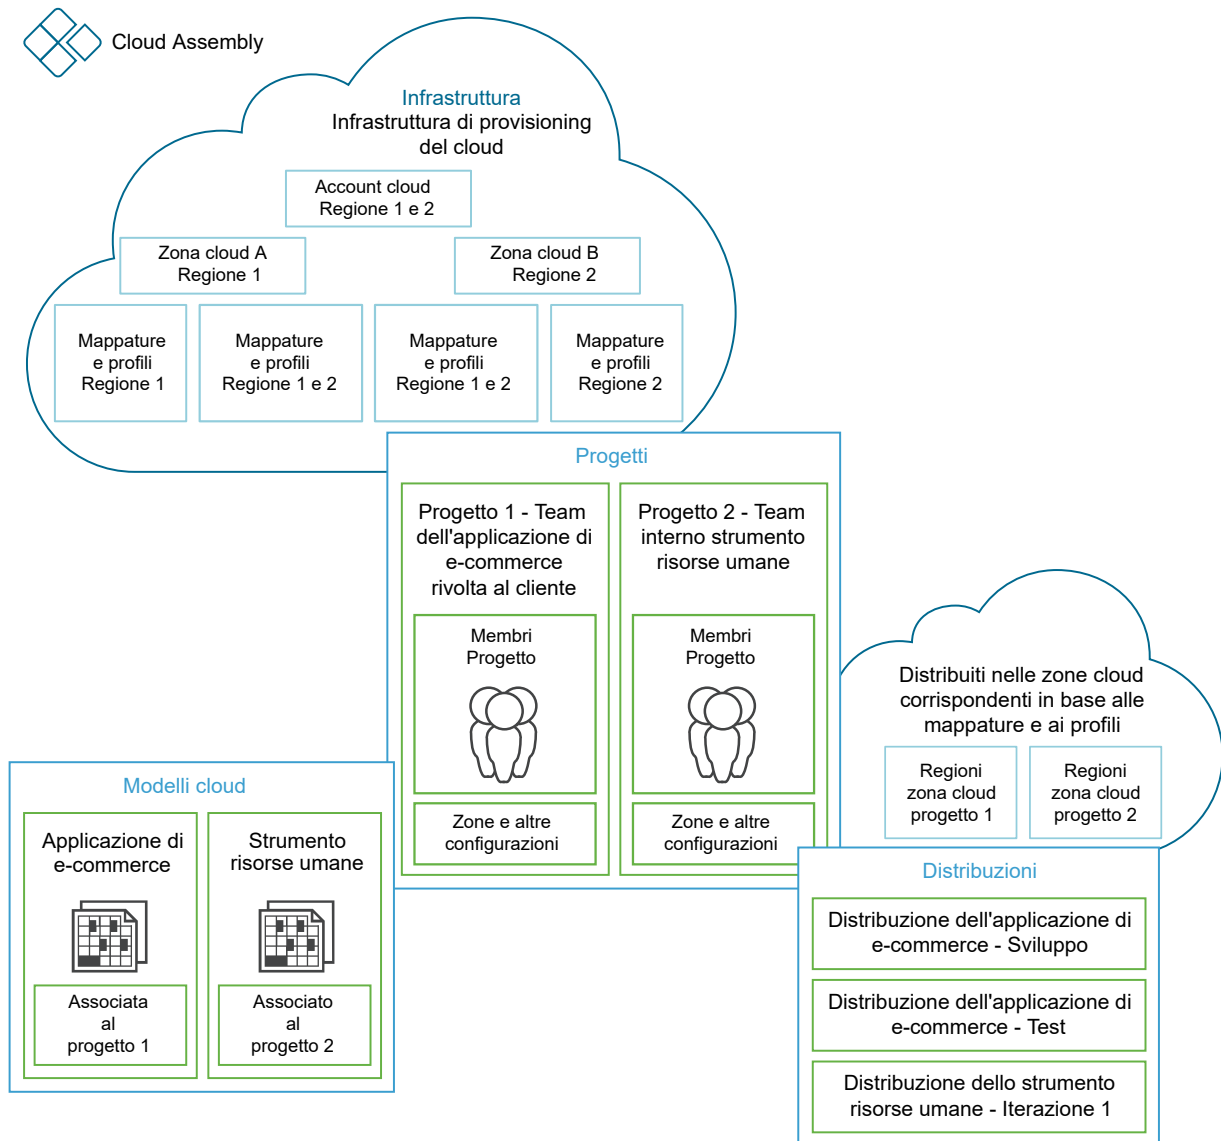 Cloud Assembly
Infrastruttura
Infrastruttura di provisioning
del cloud
Account cloud
Regione 1 e 2
Zona cloud A
Regione 1
Zona cloud B
Regione 2
Mappature
e profili
Regione 1
Mappature
e profili
Regione 1 e 2
Mappature
e profili
Regione 1 e 2
Mappature
e profili
Regione 2
Progetti
Progetto 1 - Team
dell'applicazione di
e-commerce
rivolta al cliente
Membri
Progetto
Zone e altre
configurazioni
Progetto 2 - Team
interno strumento
risorse umane
Membri
Progetto
Zone e altre
configurazioni
Modelli cloud
Applicazione di
e-commerce
Associata
al
progetto 1
Strumento
risorse umane
Associato
al
progetto 2
Distribuiti nelle zone cloud
corrispondenti in base alle
mappature e ai profili
Regioni
zona cloud
progetto 1
Regioni
zona cloud
progetto 2
Distribuzioni
Distribuzione dell'applicazione di
e-commerce - Sviluppo
Distribuzione dell'applicazione di
e-commerce - Test
Distribuzione dello strumento
risorse umane - Iterazione 1